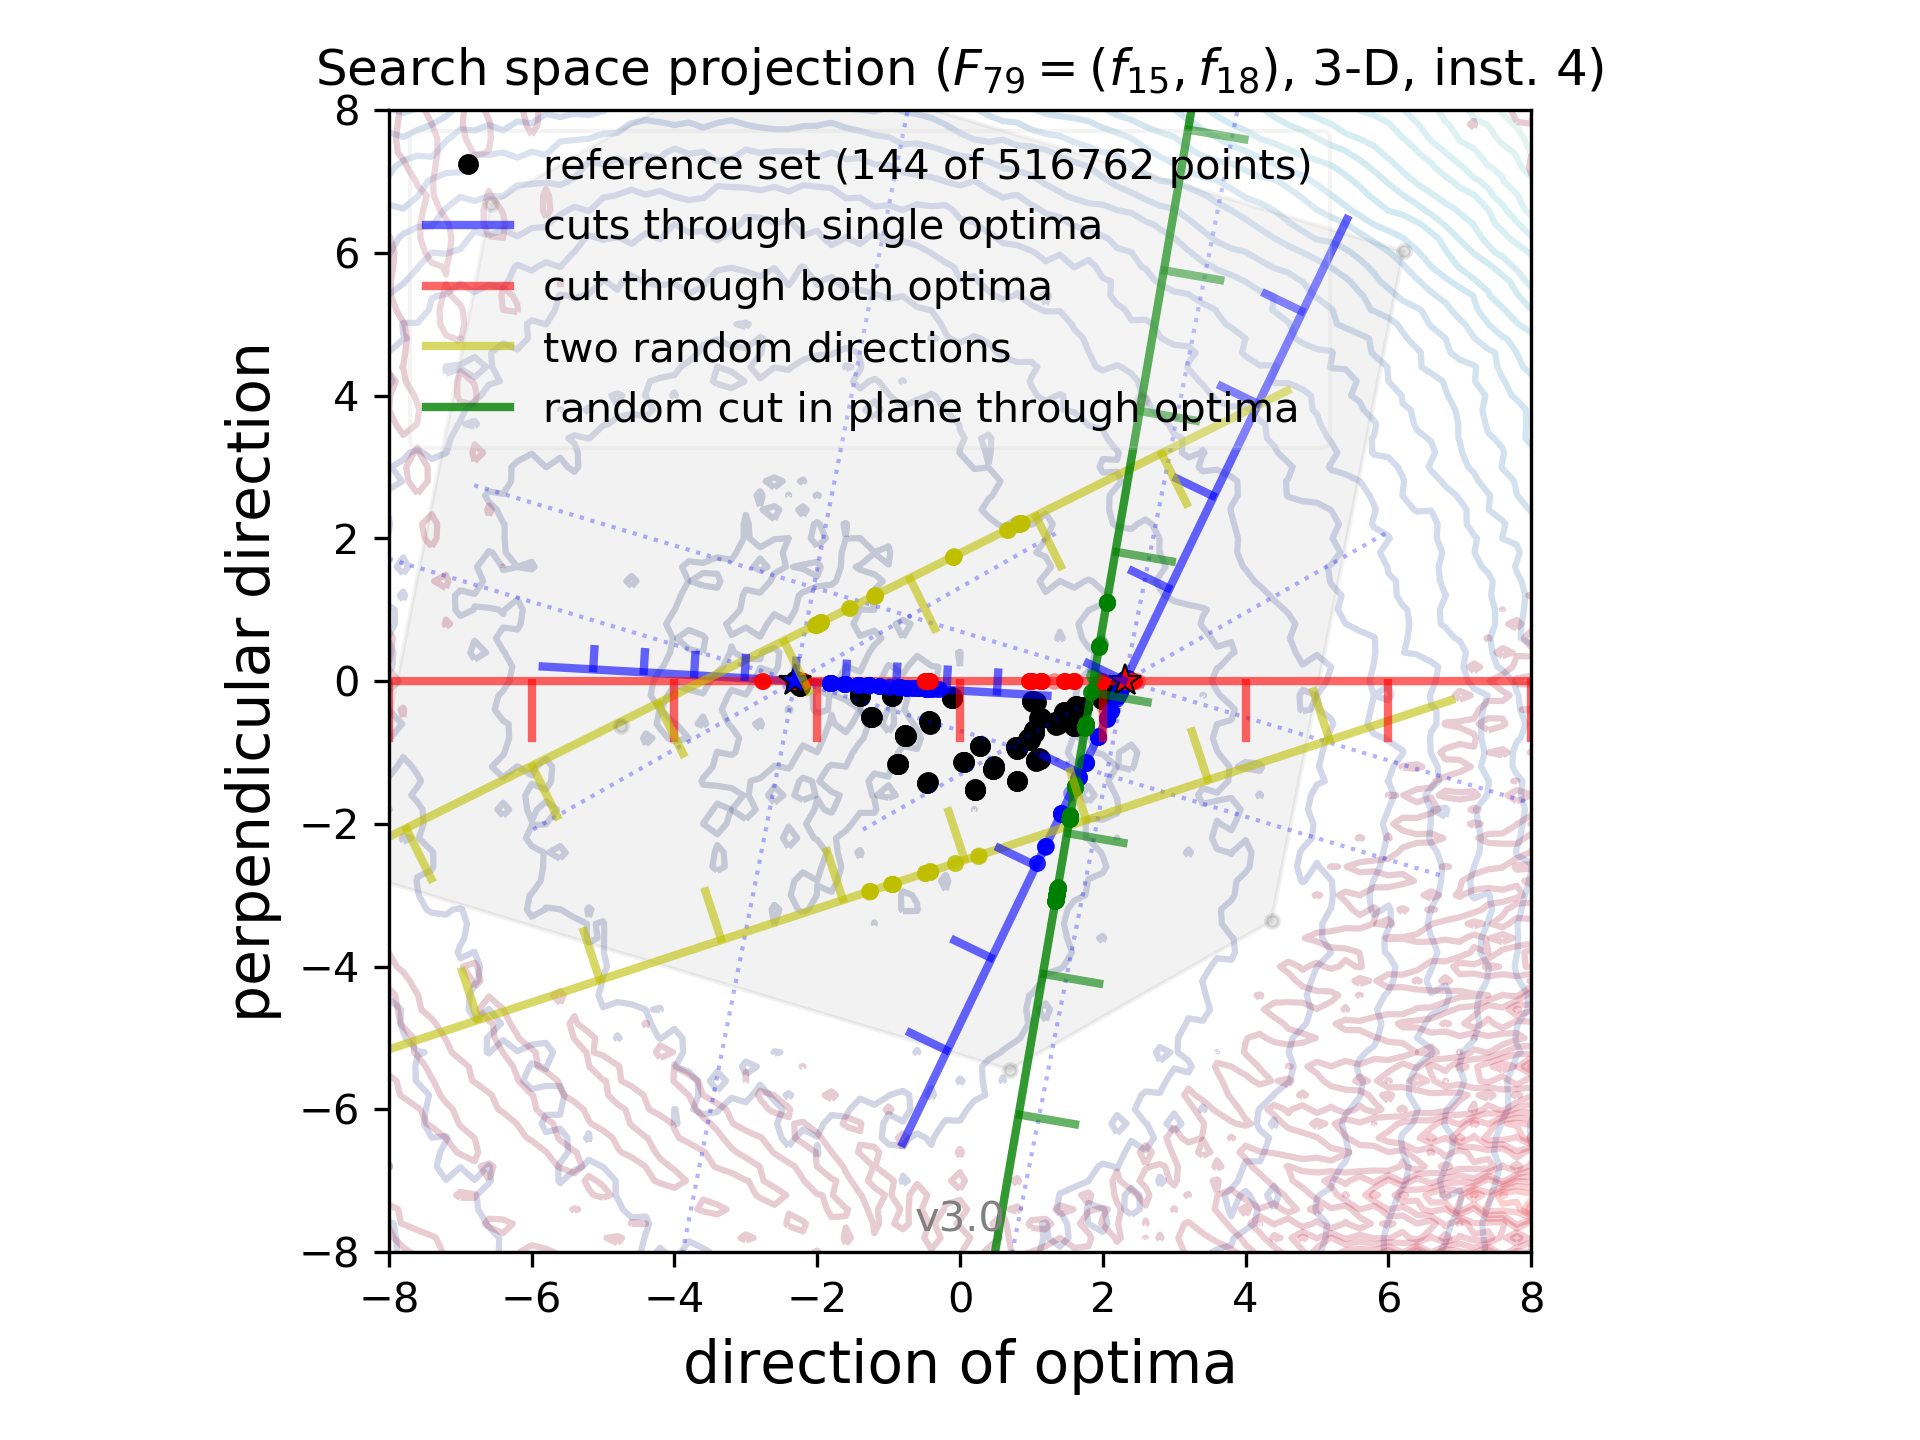 Search space projection (F79 = (f15, f18), 3-D, inst. 4)
reference set (144 of 516762 points)
cuts through single optima
cut through both optima
two random directions
random cut in plane through optima
8
6
4
2
0
−2
−4
−6
−8
perpendicular direction
v3.0
−8 −6 −4 −2 0 2 4 6 8
direction of optima